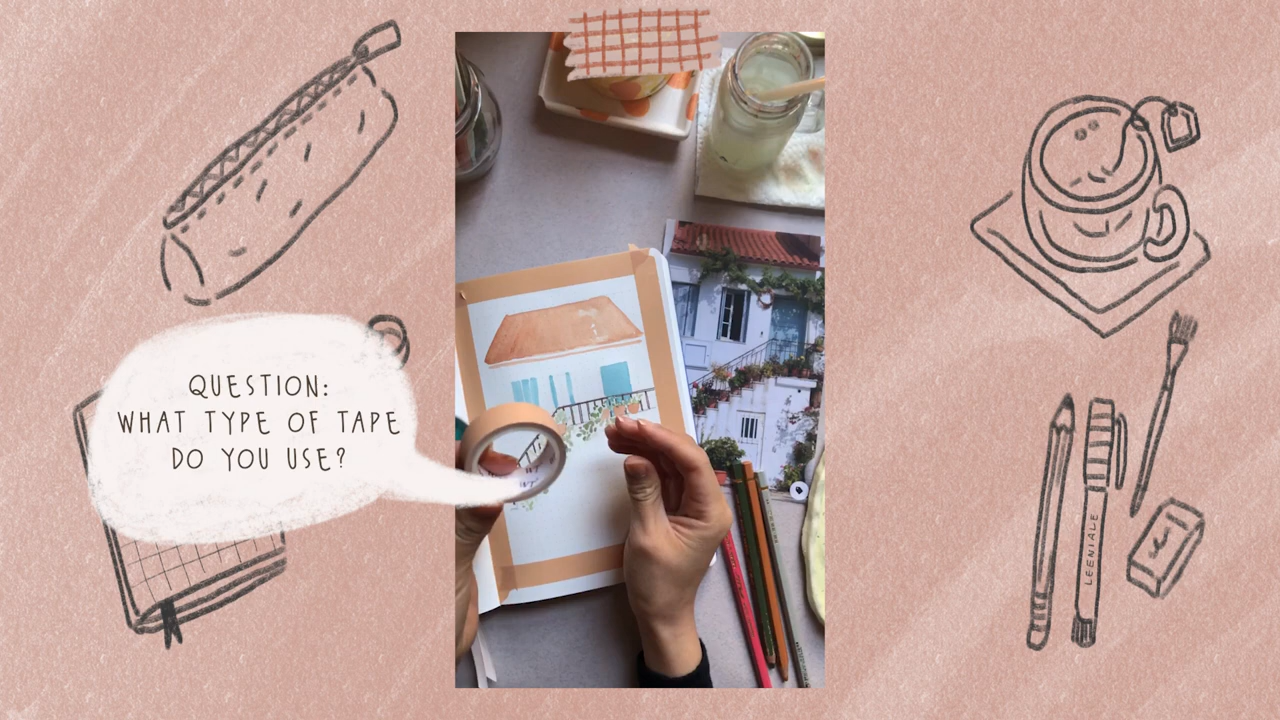 QUESTION:
WHAT TYPE OF TAPE
DO YOU USE?
LEENIALE